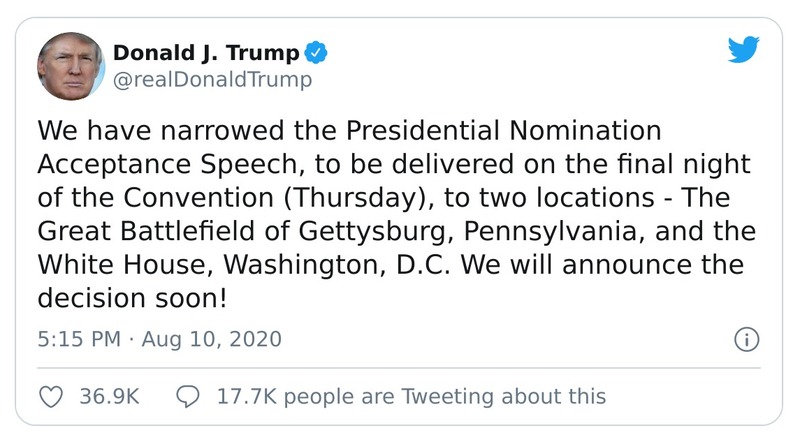 Donald J. Trump
@realDonaldTrump
We have narrowed the Presidential Nomination
Acceptance Speech, to be delivered on the final night
of the Convention (Thursday), to two locations - The
Great Battlefield of Gettysburg, Pennsylvania, and the
White House, Washington, D.C. We will announce the
decision soon!
5:15 PM · Aug 10, 2020
36.9K 17.7K people are Tweeting about this